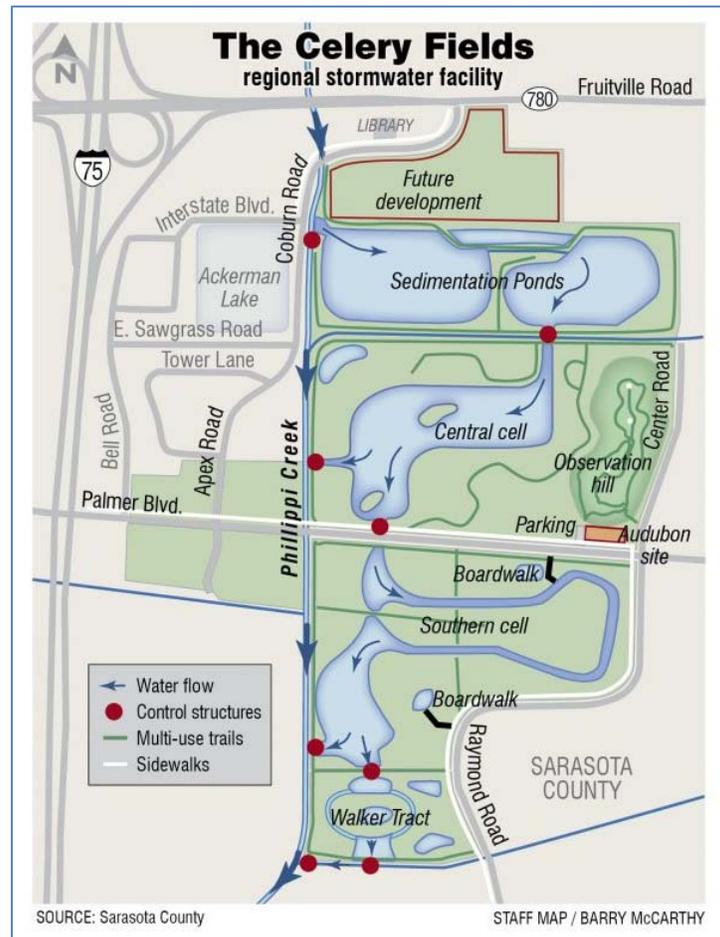 The Celery Fields
regional stormwater facility
N
Fruitville Road
780
LIBRARY
75
Coburn Road
Future
development
Interstate Blvd.
Ackerman
Lake
Sedimentation Ponds
E. Sawgrass Road
Tower Lane
Bell Road
Apex Road
Phillippi Creek
Central cell
Center Road
Observation
hill
Palmer Blvd.
Parking
Audubon
site
Boardwalk
Southern cell
Water flow
Control structures
Multi-use trails
Sidewalks
Boardwalk
Raymond Road
SARASOTA
COUNTY
Walker Tract
SOURCE: Sarasota County
STAFF MAP / BARRY McCARTHY